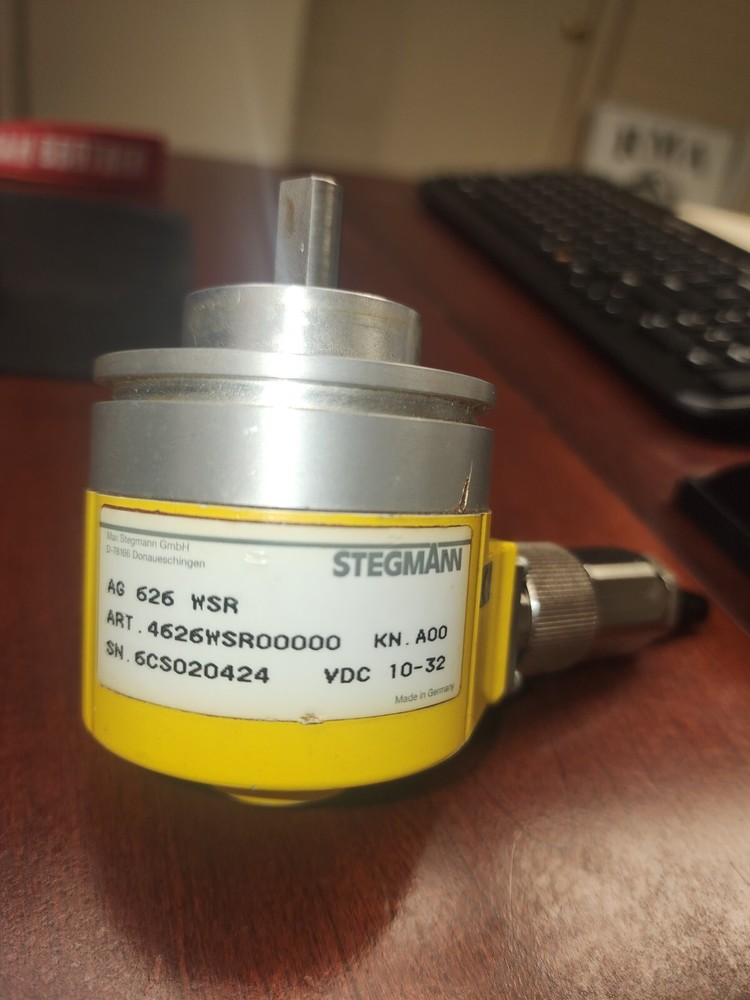 Max Stegmann GmbH
D-78166 Donaueschingen
STEGMANN
AG 626 WSR
ART.4626WSR00000 KN.A00
SN.6CS020424 VDC 10-32
Made in Germany